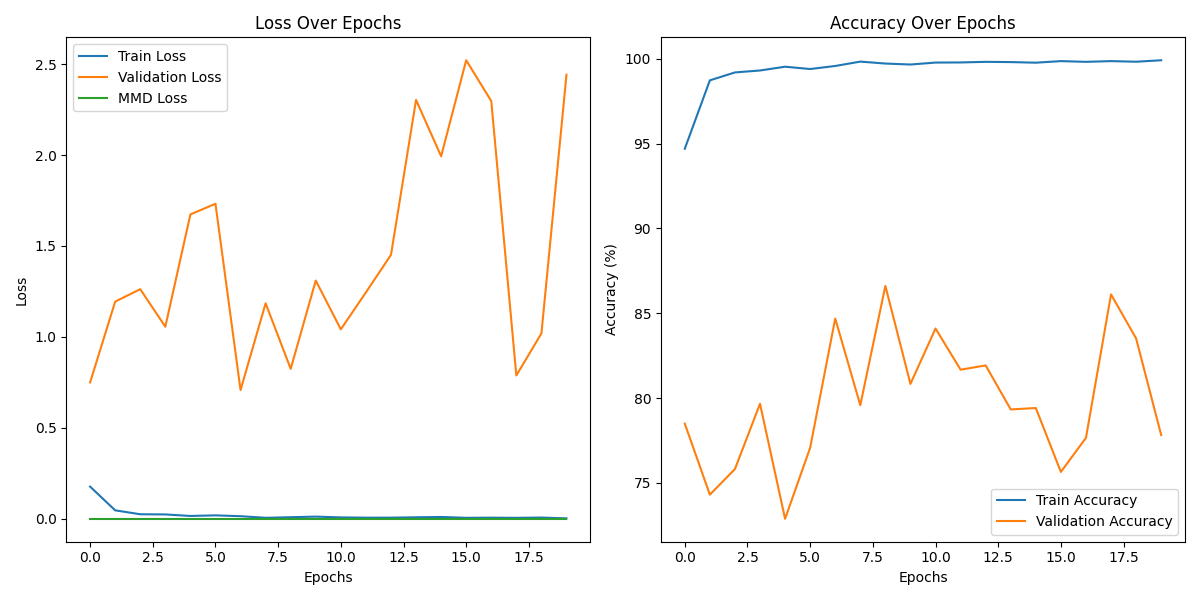 Loss Over Epochs
Train Loss
Validation Loss
MMD Loss
2.5
2.0
1.5
1.0
0.5
0.0
Loss
0.0 2.5 5.0 7.5 10.0 12.5 15.0 17.5
Epochs
Accuracy Over Epochs
100
95
90
85
80
75
Accuracy (%)
Train Accuracy
Validation Accuracy
0.0 2.5 5.0 7.5 10.0 12.5 15.0 17.5
Epochs